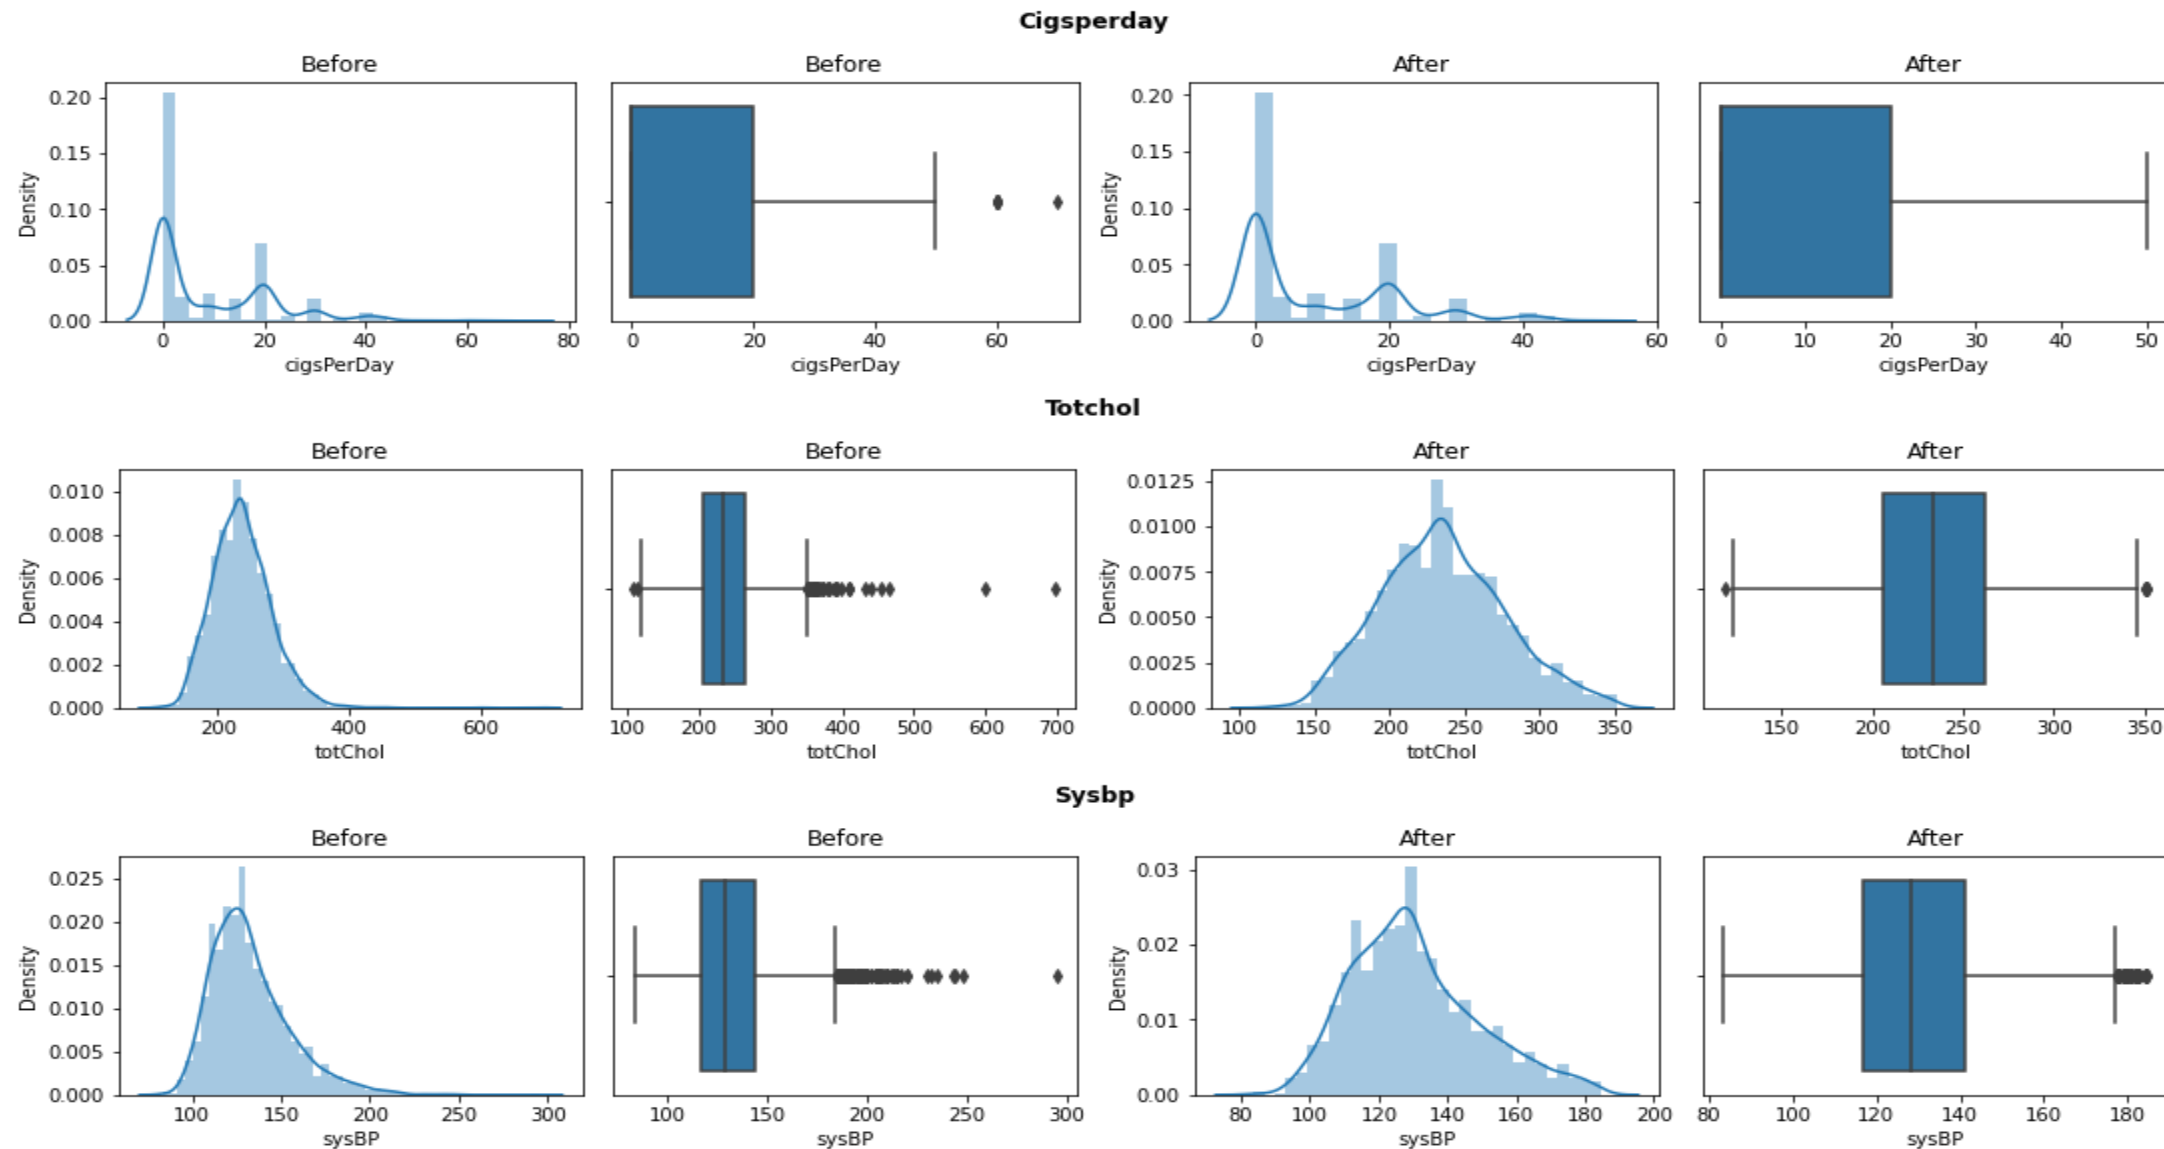 Cigsperday
Before
Before
After
After
0.20
0.15
0.10
0.05
0.00
Density
0 20 40 60 80
cigsPerDay
0 20 40 60
cigsPerDay
0.20
0.15
0.10
0.05
0.00
Density
0 20 40 60
cigsPerDay
0 10 20 30 40 50
cigsPerDay
Totchol
Before
Before
After
After
0.010
0.008
0.006
0.004
0.002
0.000
Density
200 400 600
totChol
100 200 300 400 500 600 700
totChol
0.0125
0.0100
0.0075
0.0050
0.0025
0.0000
Density
100 150 200 250 300 350
totChol
150 200 250 300 350
totChol
Sysbp
Before
Before
After
After
0.025
0.020
0.015
0.010
0.005
0.000
Density
100 150 200 250 300
sysBP
100 150 200 250 300
sysBP
0.03
0.02
0.01
0.00
Density
80 100 120 140 160 180 200
sysBP
80 100 120 140 160 180
sysBP